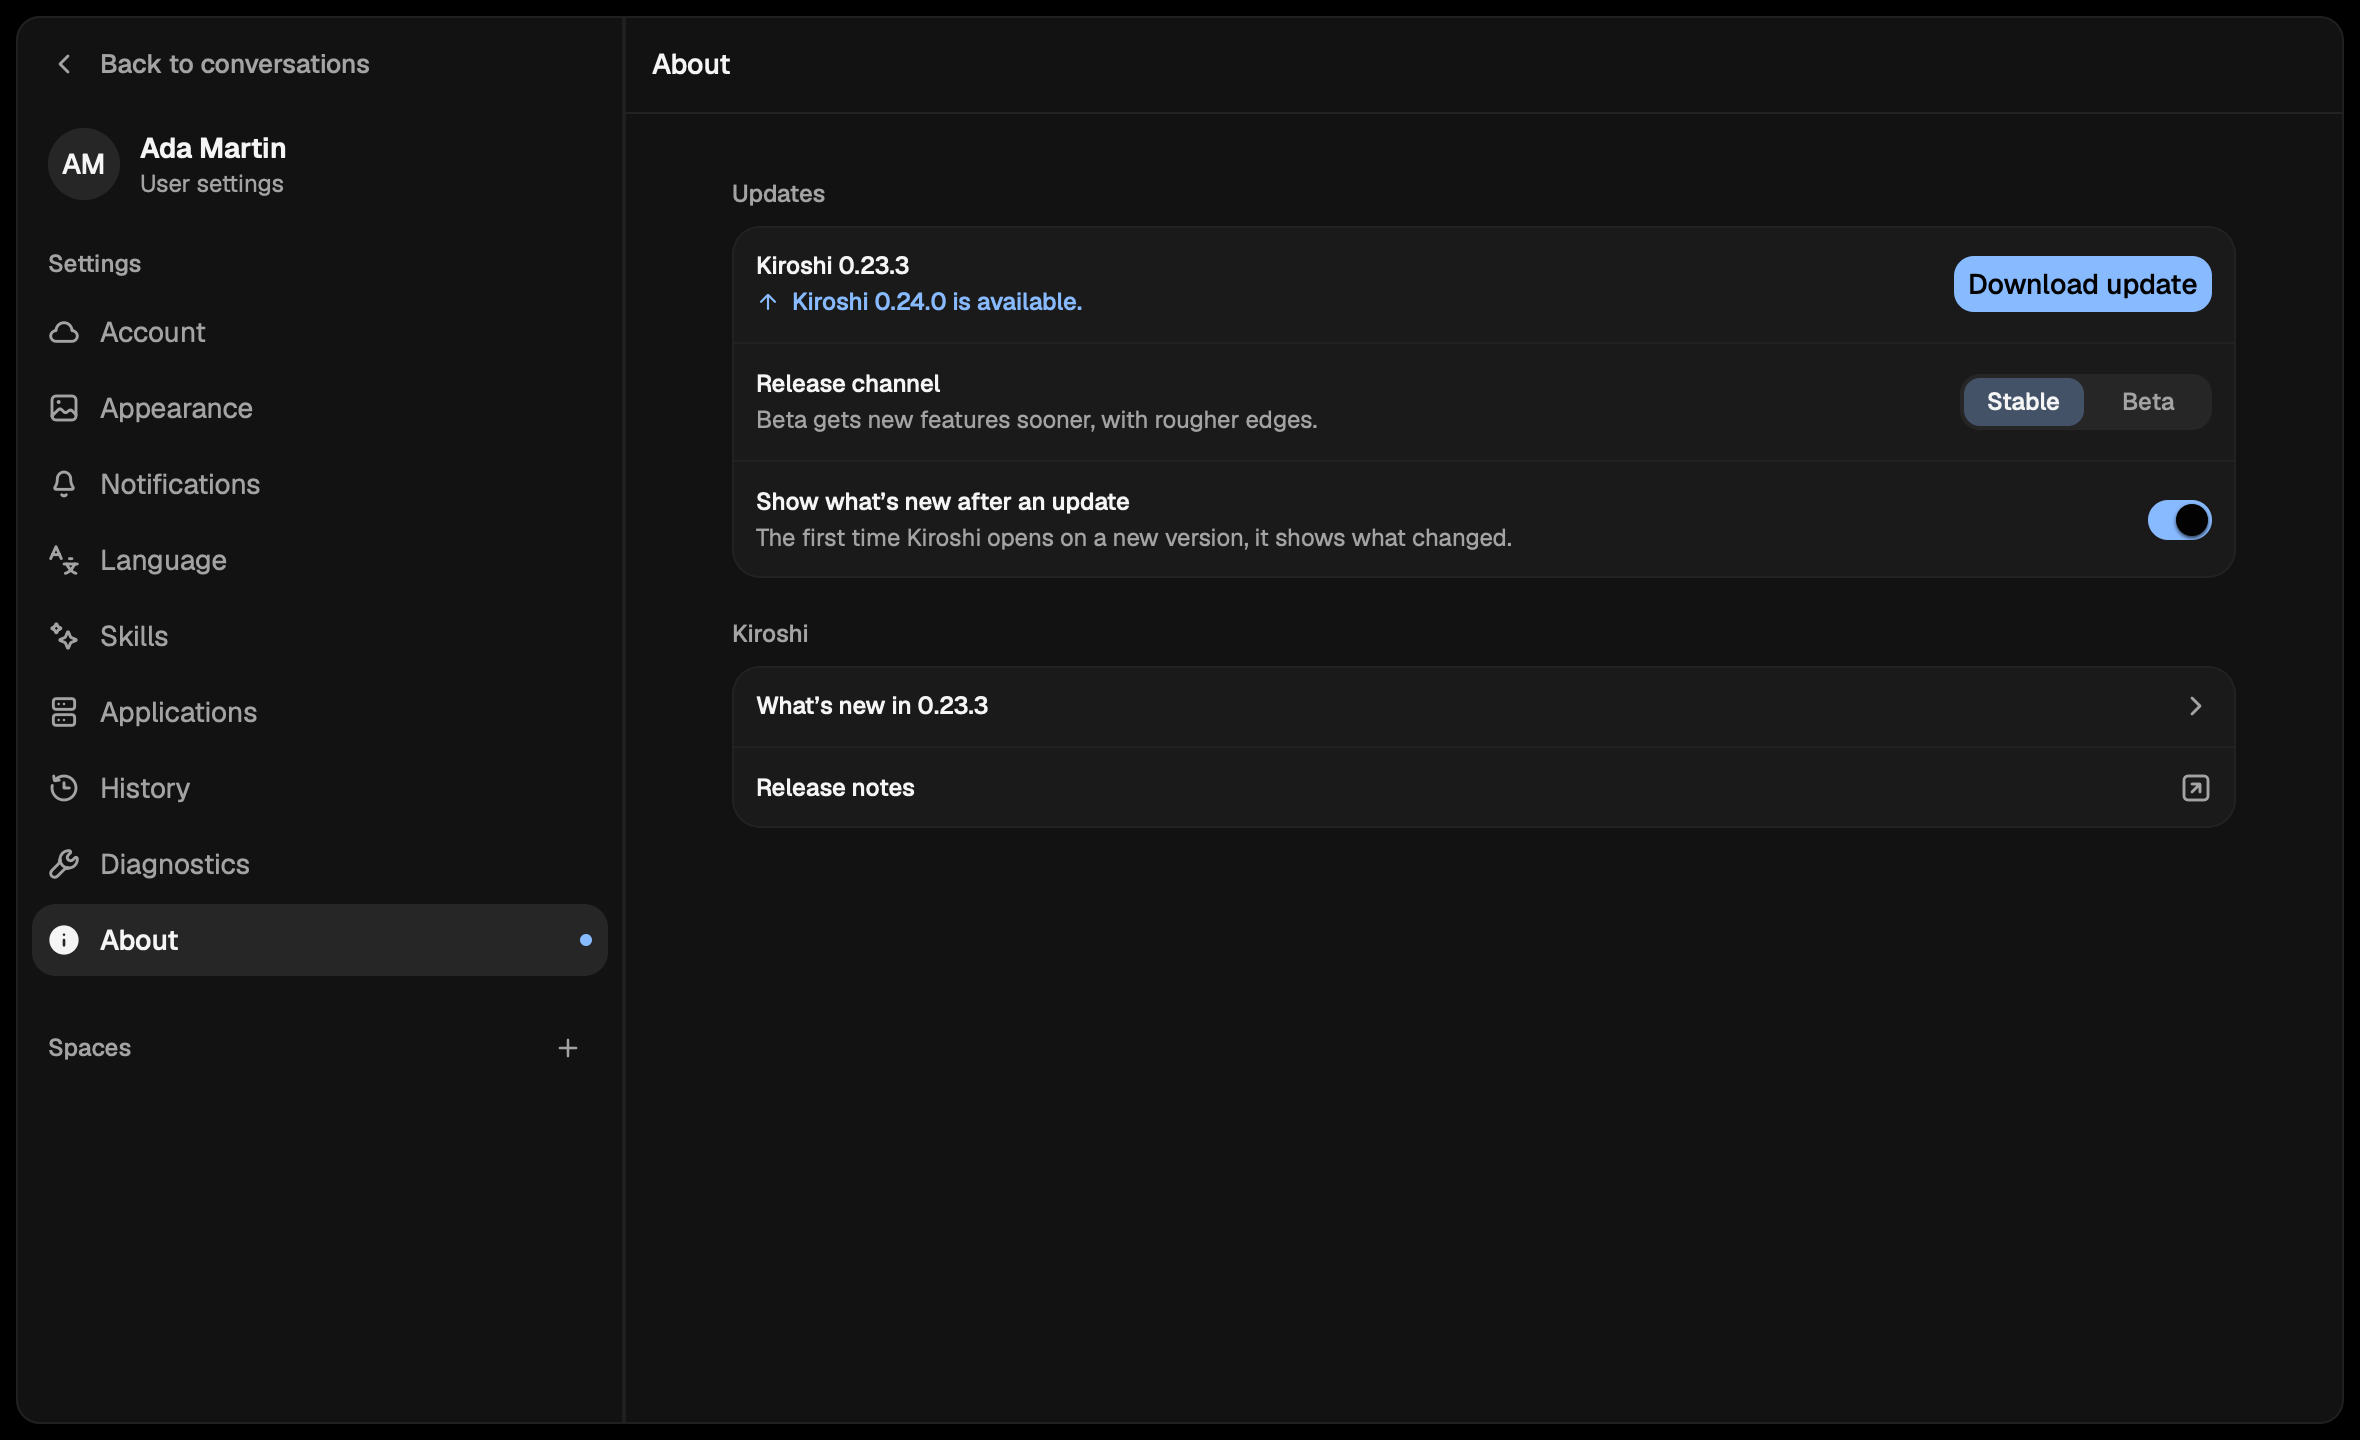 Back to conversations
AM
Ada Martin
User settings
Settings
Account
Appearance
Notifications
Language
Skills
Applications
History
Diagnostics
About
Spaces
About
Updates
Kiroshi 0.23.3
Kiroshi 0.24.0 is available.
Download update
Release channel
Beta gets new features sooner, with rougher edges.
Stable
Beta
Show what’s new after an update
The first time Kiroshi opens on a new version, it shows what changed.
Kiroshi
What’s new in 0.23.3
Release notes